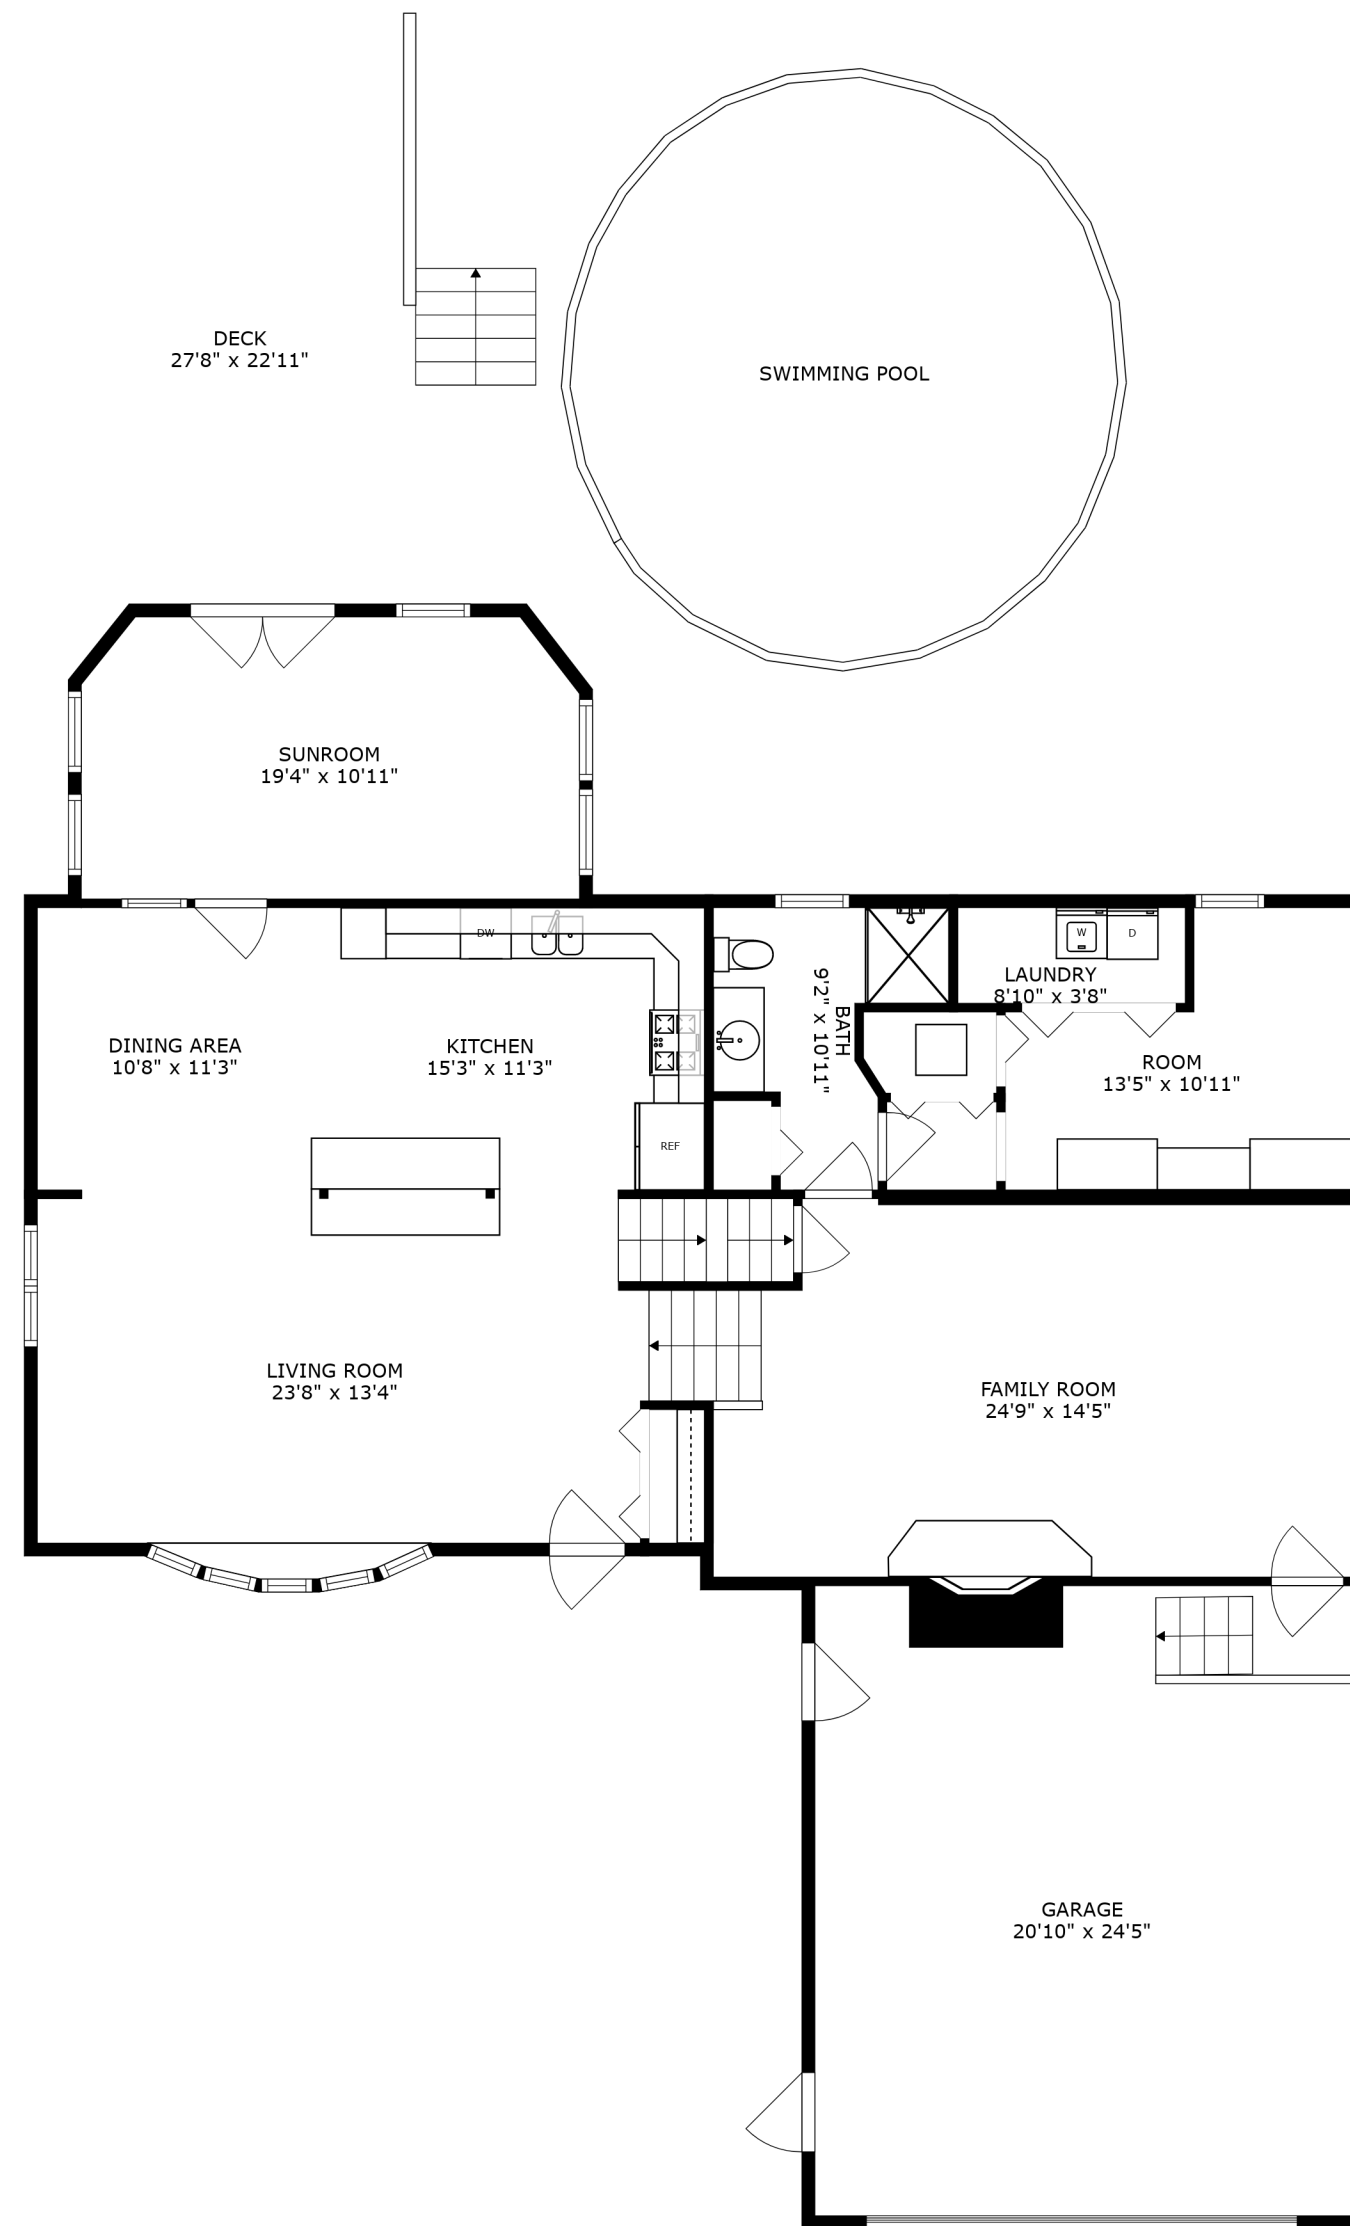 DECK
27'8" x 22'11"
SWIMMING POOL
SUNROOM
19'4" x 10'11"
DW
W
D
LAUNDRY
8'10" x 3'8"
BATH
9'2" x 10'11"
DINING AREA
10'8" x 11'3"
KITCHEN
15'3" x 11'3"
ROOM
13'5" x 10'11"
REF
LIVING ROOM
23'8" x 13'4"
FAMILY ROOM
24'9" x 14'5"
GARAGE
20'10" x 24'5"